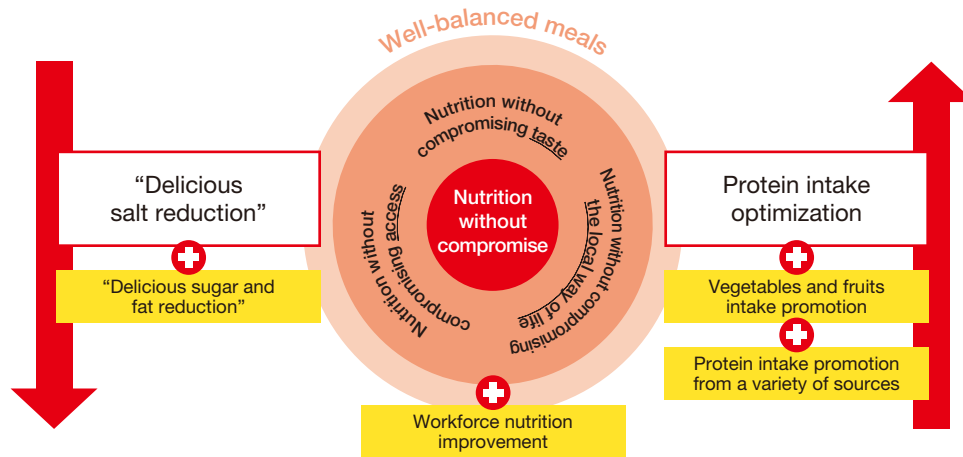 Well-balanced meals
Nutrition without
compromising taste
Nutrition without
compromising access
Nutrition without compromising
the local way of life
Nutrition
without
compromise
“Delicious
salt reduction”
“Delicious sugar and
fat reduction”
Protein intake
optimization
Vegetables and fruits
intake promotion
Protein intake promotion
from a variety of sources
Workforce nutrition
improvement